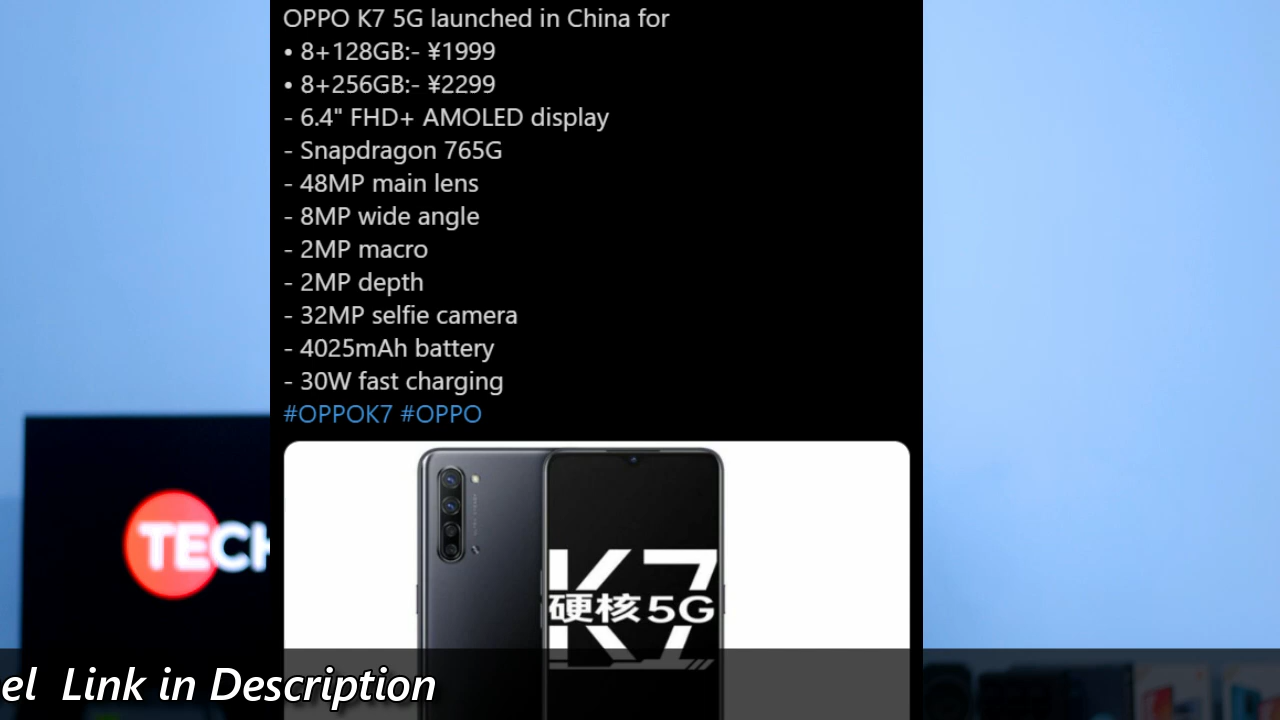 OPPO K7 5G launched in China for
• 8+128GB:- ¥1999
• 8+256GB:- ¥2299
- 6.4" FHD+ AMOLED display
- Snapdragon 765G
- 48MP main lens
- 8MP wide angle
- 2MP macro
- 2MP depth
- 32MP selfie camera
- 4025mAh battery
- 30W fast charging
#OPPOK7 #OPPO
TECH
K7
硬核5G
el Link in Description